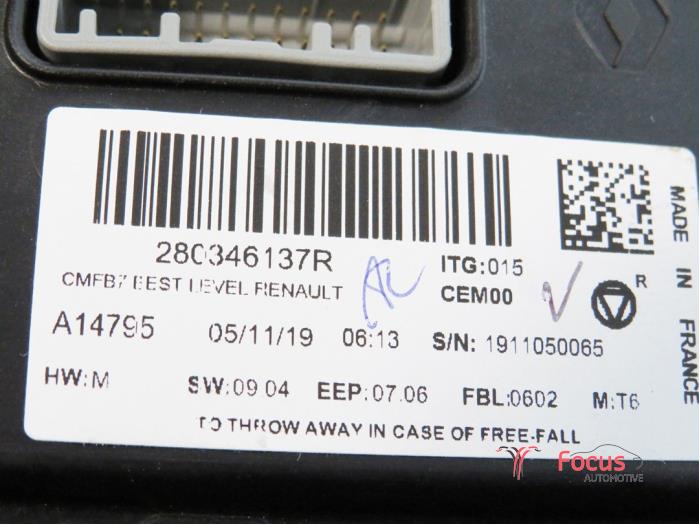 280346137R
ITG:015
CMFB7 BEST LEVEL RENAULT
CEM00
R
A14795 05/11/19 06:13 S/N: 1911050065
HW:M SW:09.04 EEP:07.06 FBL:0602 M:T6
TO THROW AWAY IN CASE OF FREE-FALL
MADE IN FRANCE
Focus
AUTOMOTIVE